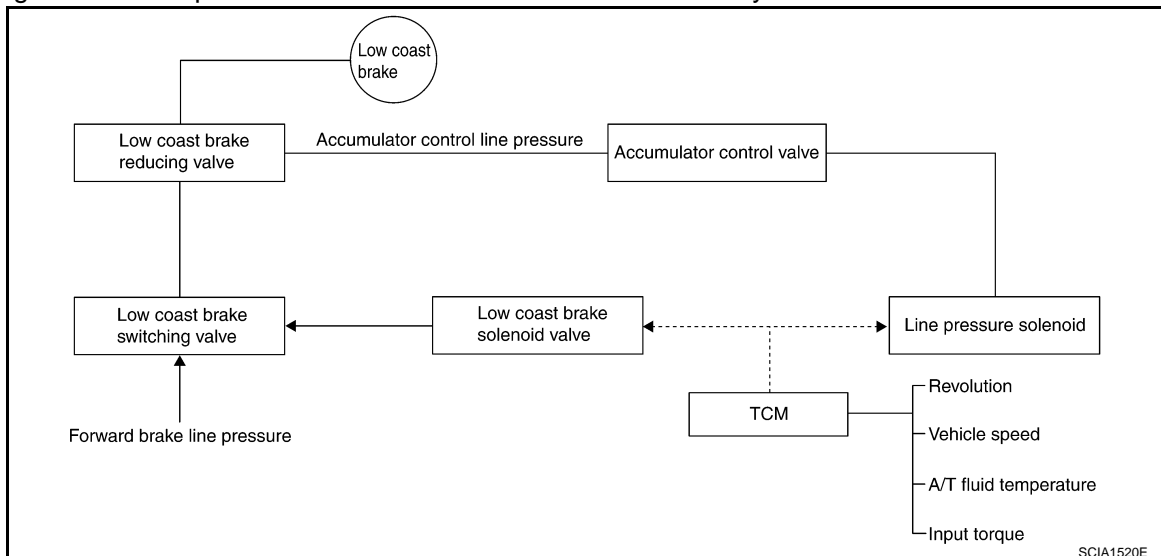 Low coast
brake
Low coast brake
reducing valve
Accumulator control line pressure
Accumulator control valve
Low coast brake
switching valve
Low coast brake
solenoid valve
Line pressure solenoid
TCM
Revolution
Vehicle speed
A/T fluid temperature
Input torque
Forward brake line pressure
SCIA1520E